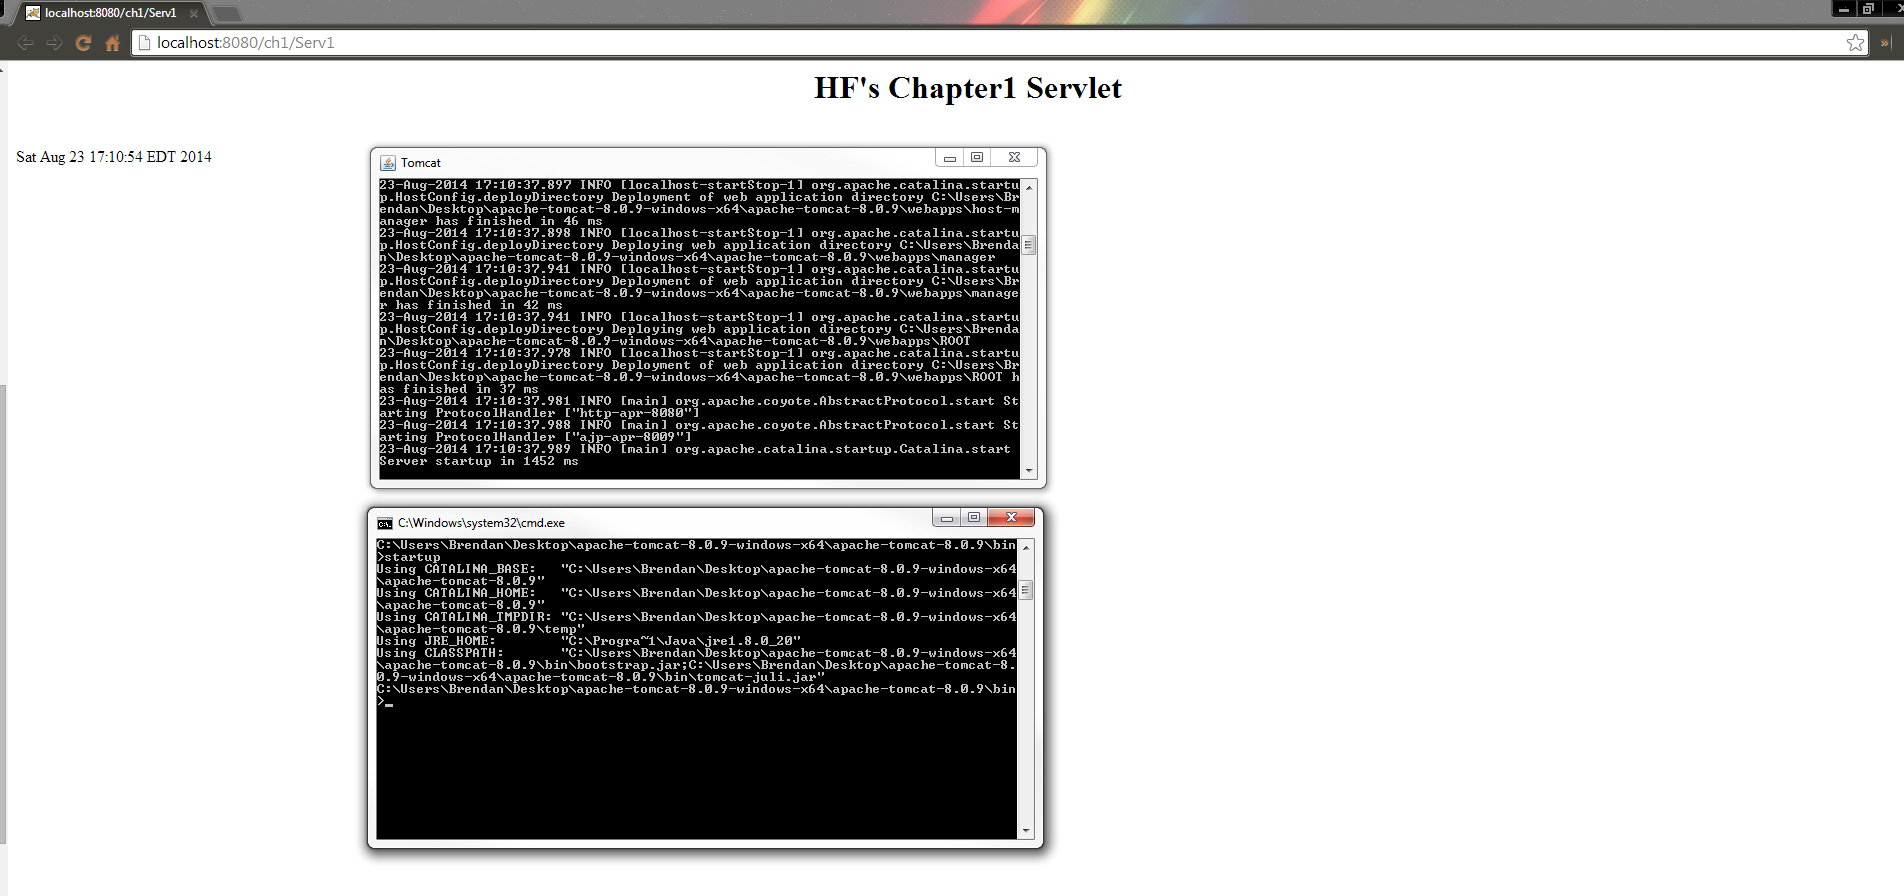 localhost:8080/ch1/Serv1
localhost:8080/ch1/Serv1
HF's Chapter1 Servlet
Sat Aug 23 17:10:54 EDT 2014
Tomcat
23-Aug-2014 17:10:37.897 INFO [localhost-startStop-1] org.apache.catalina.startu
p.HostConfig.deployDirectory Deployment of web application directory C:\Users\Br
endan\Desktop\apache-tomcat-8.0.9-windows-x64\apache-tomcat-8.0.9\webapps\host-m
anager has finished in 46 ms
23-Aug-2014 17:10:37.898 INFO [localhost-startStop-1] org.apache.catalina.startu
p.HostConfig.deployDirectory Deploying web application directory C:\Users\Brenda
n\Desktop\apache-tomcat-8.0.9-windows-x64\apache-tomcat-8.0.9\webapps\manager
23-Aug-2014 17:10:37.941 INFO [localhost-startStop-1] org.apache.catalina.startu
p.HostConfig.deployDirectory Deployment of web application directory C:\Users\Br
endan\Desktop\apache-tomcat-8.0.9-windows-x64\apache-tomcat-8.0.9\webapps\manage
r has finished in 42 ms
23-Aug-2014 17:10:37.941 INFO [localhost-startStop-1] org.apache.catalina.startu
p.HostConfig.deployDirectory Deploying web application directory C:\Users\Brenda
n\Desktop\apache-tomcat-8.0.9-windows-x64\apache-tomcat-8.0.9\webapps\ROOT
23-Aug-2014 17:10:37.978 INFO [localhost-startStop-1] org.apache.catalina.startu
p.HostConfig.deployDirectory Deployment of web application directory C:\Users\Br
endan\Desktop\apache-tomcat-8.0.9-windows-x64\apache-tomcat-8.0.9\webapps\ROOT h
as finished in 37 ms
23-Aug-2014 17:10:37.981 INFO [main] org.apache.coyote.AbstractProtocol.start St
arting ProtocolHandler ["http-apr-8080"]
23-Aug-2014 17:10:37.988 INFO [main] org.apache.coyote.AbstractProtocol.start St
arting ProtocolHandler ["ajp-apr-8009"]
23-Aug-2014 17:10:37.989 INFO [main] org.apache.catalina.startup.Catalina.start
Server startup in 1452 ms
C:\Windows\system32\cmd.exe
C:\Users\Brendan\Desktop\apache-tomcat-8.0.9-windows-x64\apache-tomcat-8.0.9\bin
>startup
Using CATALINA_BASE:   "C:\Users\Brendan\Desktop\apache-tomcat-8.0.9-windows-x64
\apache-tomcat-8.0.9"
Using CATALINA_HOME:   "C:\Users\Brendan\Desktop\apache-tomcat-8.0.9-windows-x64
\apache-tomcat-8.0.9"
Using CATALINA_TMPDIR: "C:\Users\Brendan\Desktop\apache-tomcat-8.0.9-windows-x64
\apache-tomcat-8.0.9\temp"
Using JRE_HOME:        "C:\Progra~1\Java\jre1.8.0_20"
Using CLASSPATH:       "C:\Users\Brendan\Desktop\apache-tomcat-8.0.9-windows-x64
\apache-tomcat-8.0.9\bin\bootstrap.jar;C:\Users\Brendan\Desktop\apache-tomcat-8.
0.9-windows-x64\apache-tomcat-8.0.9\bin\tomcat-juli.jar"
C:\Users\Brendan\Desktop\apache-tomcat-8.0.9-windows-x64\apache-tomcat-8.0.9\bin
>_